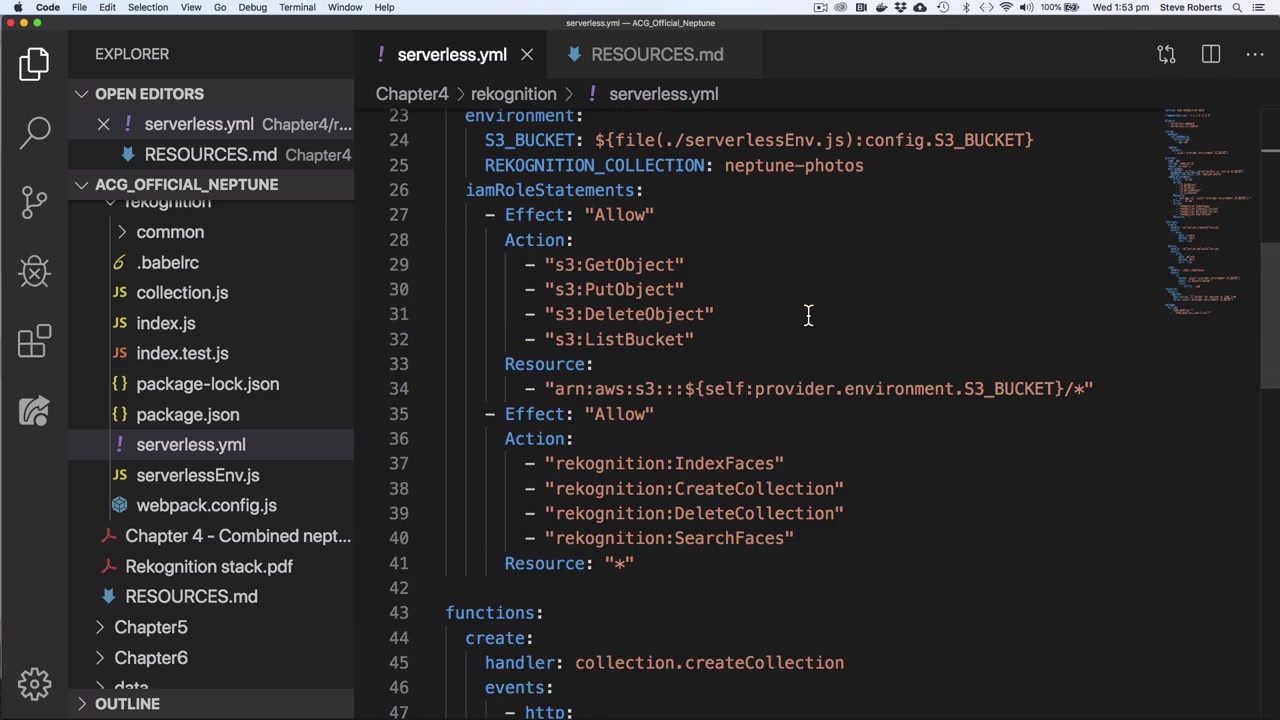 Code File Edit Selection View Go Debug Terminal Window Help 100% Wed 1:53 pm Steve Roberts
serverless.yml — ACG_Official_Neptune
EXPLORER
OPEN EDITORS
serverless.yml Chapter4/r...
RESOURCES.md Chapter4
ACG_OFFICIAL_NEPTUNE
rekognition
common
.babelrc
JS collection.js
JS index.js
JS index.test.js
{} package-lock.json
{} package.json
! serverless.yml
JS serverlessEnv.js
webpack.config.js
Chapter 4 - Combined nept...
Rekognition stack.pdf
RESOURCES.md
Chapter5
Chapter6
data
OUTLINE
! serverless.yml
RESOURCES.md
Chapter4 > rekognition > ! serverless.yml
23 environment:
24 S3_BUCKET: ${file(./serverlessEnv.js):config.S3_BUCKET}
25 REKOGNITION_COLLECTION: neptune-photos
26 iamRoleStatements:
27 - Effect: "Allow"
28 Action:
29 - "s3:GetObject"
30 - "s3:PutObject"
31 - "s3:DeleteObject"
32 - "s3:ListBucket"
33 Resource:
34 - "arn:aws:s3:::${self:provider.environment.S3_BUCKET}/*"
35 - Effect: "Allow"
36 Action:
37 - "rekognition:IndexFaces"
38 - "rekognition:CreateCollection"
39 - "rekognition:DeleteCollection"
40 - "rekognition:SearchFaces"
41 Resource: "*"
42
43 functions:
44 create:
45 handler: collection.createCollection
46 events:
47 - http: